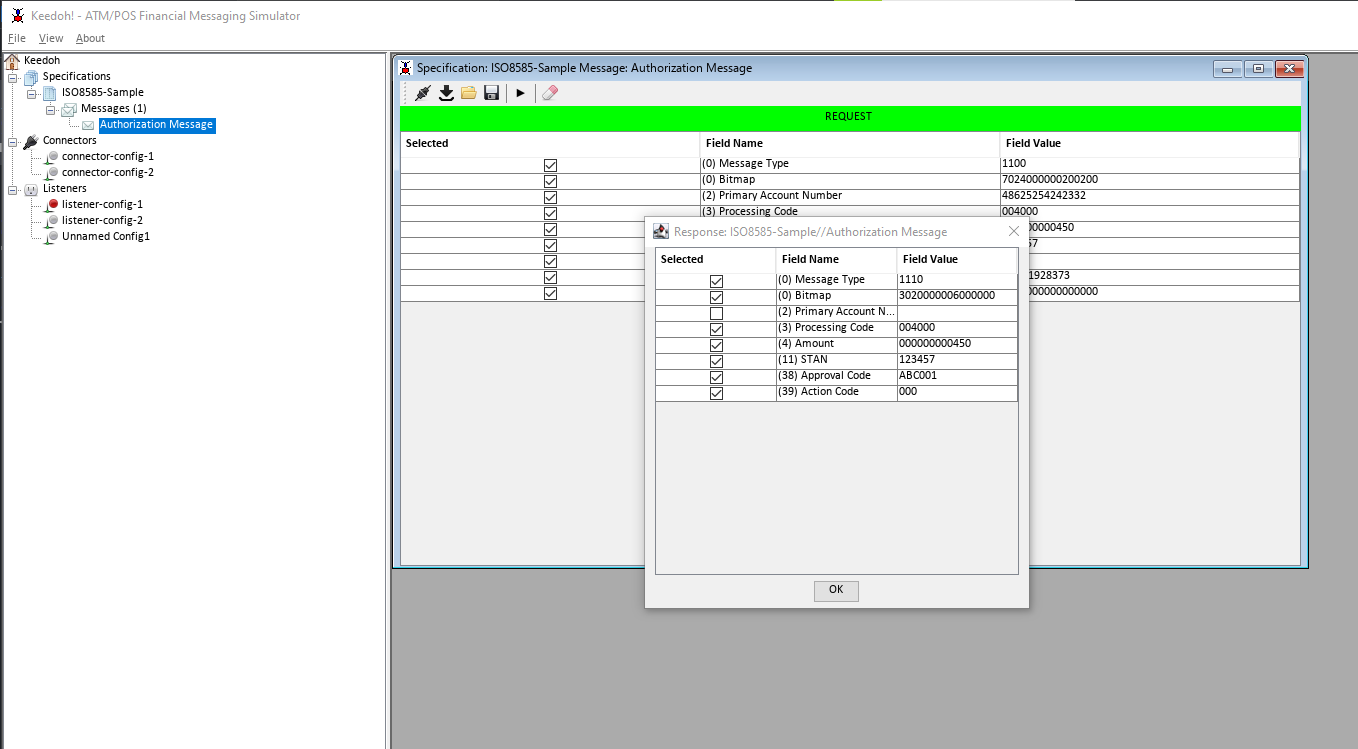 Keedoh! - ATM/POS Financial Messaging Simulator
File View About
Keedoh
Specifications
ISO8585-Sample
Messages (1)
Authorization Message
Connectors
connector-config-1
connector-config-2
Listeners
listener-config-1
listener-config-2
Unnamed Config1
Specification: ISO8585-Sample Message: Authorization Message
REQUEST
Selected Field Name Field Value
(0) Message Type 1100
(0) Bitmap 7024000000200200
(2) Primary Account Number 48625254242332
(3) Processing Code 004000
00000450
57
1928373
000000000000
Response: ISO8585-Sample//Authorization Message
Selected Field Name Field Value
(0) Message Type 1110
(0) Bitmap 3020000006000000
(2) Primary Account N...
(3) Processing Code 004000
(4) Amount 000000000450
(11) STAN 123457
(38) Approval Code ABC001
(39) Action Code 000
OK